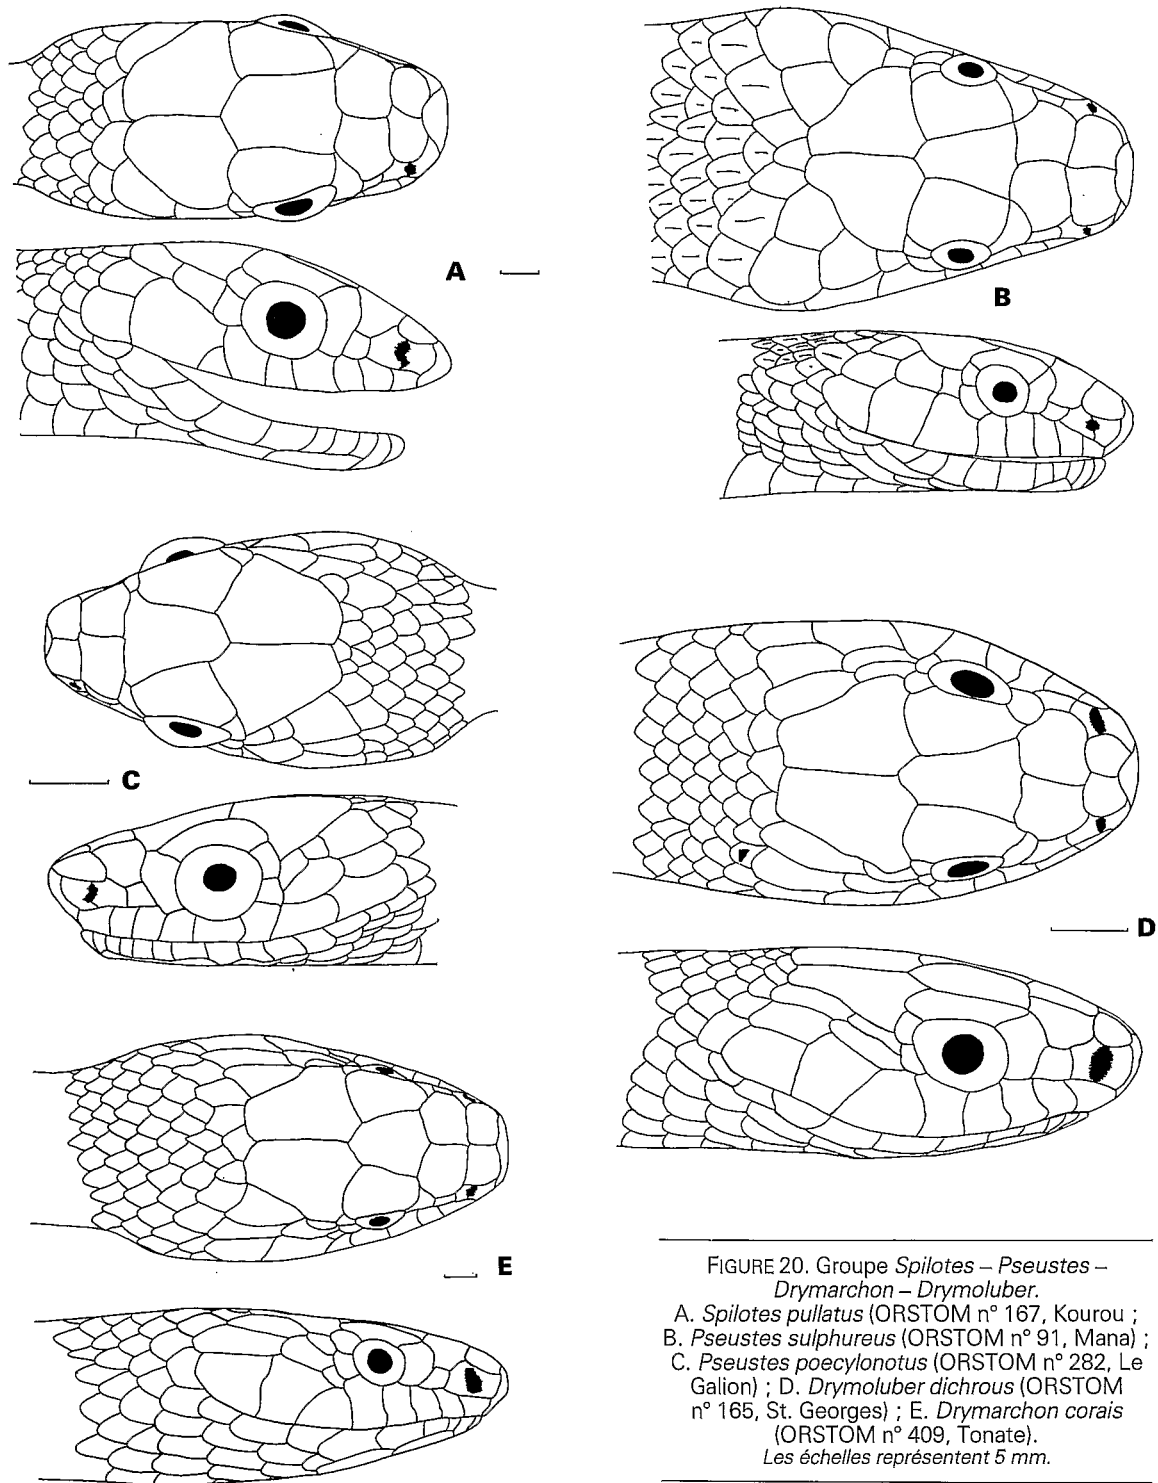 A
B
C
D
E
FIGURE 20. Groupe Spilotes – Pseustes –
Drymarchon – Drymoluber.
A. Spilotes pullatus (ORSTOM n° 167, Kourou ;
B. Pseustes sulphureus (ORSTOM n° 91, Mana) ;
C. Pseustes poecylonotus (ORSTOM n° 282, Le
Galion) ; D. Drymoluber dichrous (ORSTOM
n° 165, St. Georges) ; E. Drymarchon corais
(ORSTOM n° 409, Tonate).
Les échelles représentent 5 mm.